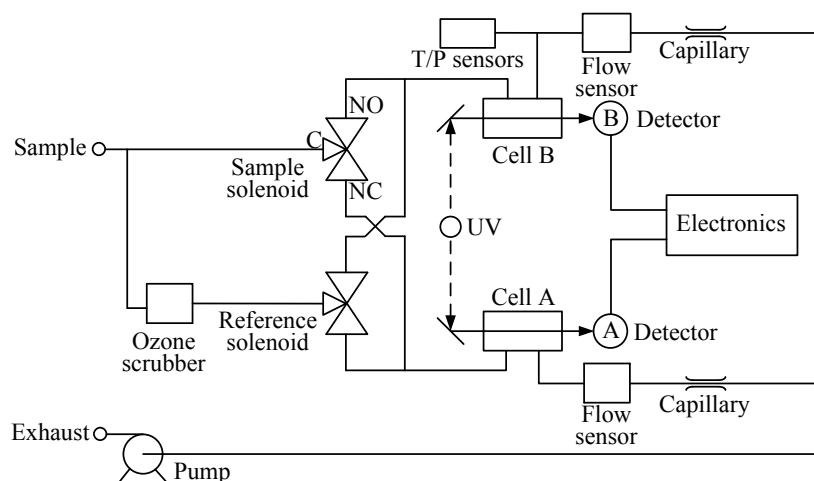 T/P sensors
Flow
sensor
Capillary
NO
C
Sample
Sample
solenoid
NC
B
Detector
Cell B
UV
Electronics
Cell A
A
Detector
Reference
solenoid
Ozone
scrubber
Flow
sensor
Capillary
Exhaust
Pump